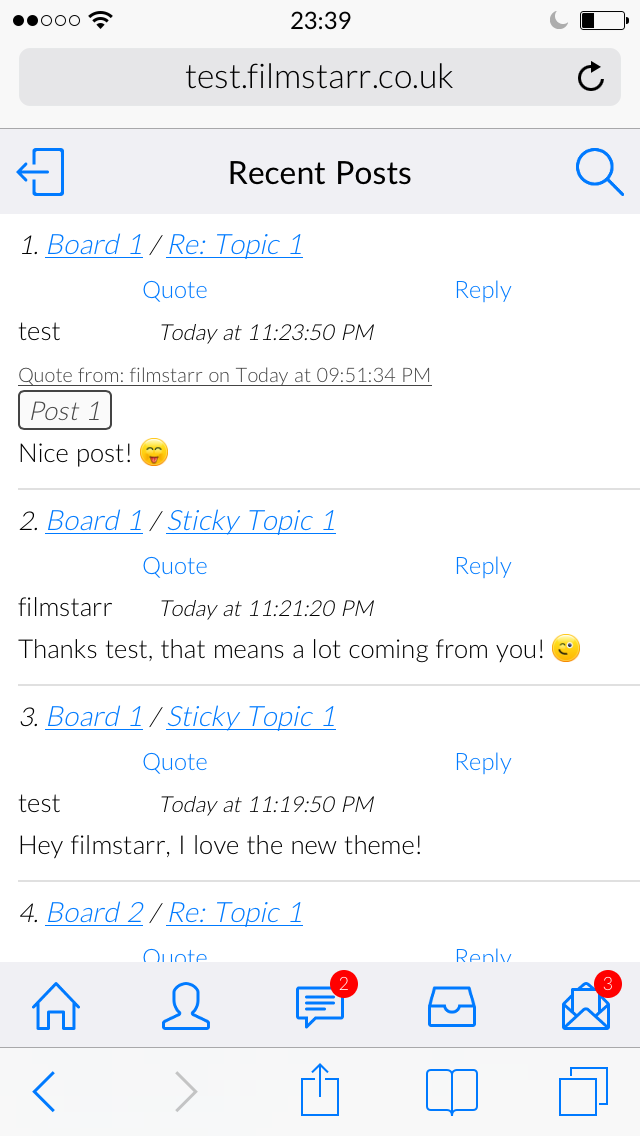 23:39
test.filmstarr.co.uk
Recent Posts
1. Board 1 / Re: Topic 1
Quote Reply
test Today at 11:23:50 PM
Quote from: filmstarr on Today at 09:51:34 PM
Post 1
Nice post! 
2. Board 1 / Sticky Topic 1
Quote Reply
filmstarr Today at 11:21:20 PM
Thanks test, that means a lot coming from you!
3. Board 1 / Sticky Topic 1
Quote Reply
test Today at 11:19:50 PM
Hey filmstarr, I love the new theme!
4. Board 2 / Re: Topic 1
Quote Reply
2 3